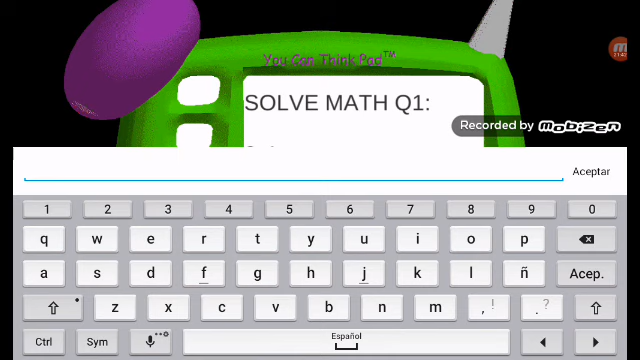 You Can Think Pad™
SOLVE MATH Q1:
Recorded by mobizen
Aceptar
1 2 3 4 5 6 7 8 9 0
q w e r t y u i o p
a s d f g h j k l ñ Acep.
z x c v b n m , ! . ?
Ctrl Sym Español